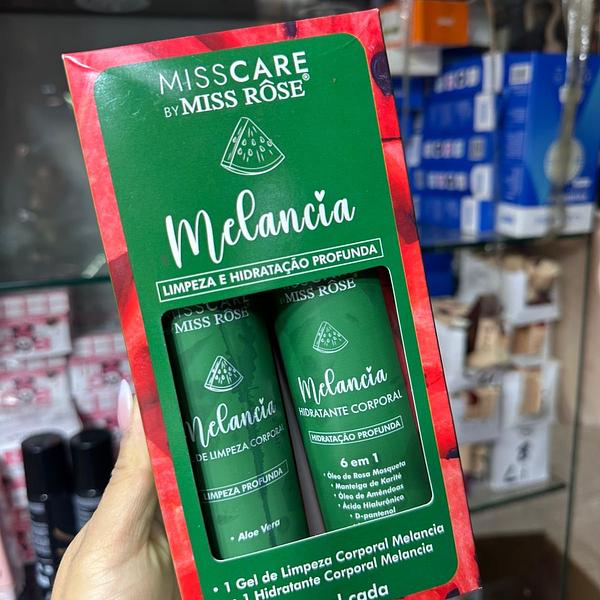 MISSCARE
BY MISS RÔSE®
Melancia
LIMPEZA E HIDRATAÇÃO PROFUNDA
MISS RÔSE
Melancia
DE LIMPEZA CORPORAL
LIMPEZA PROFUNDA
• Aloe Vera
MISSCARE
MISS RÔSE
Melancia
HIDRATANTE CORPORAL
HIDRATAÇÃO PROFUNDA
6 em 1
• Óleo de Rosa Mosqueta
• Manteiga de Karité
• Óleo de Amêndoas
• Ácido Hialurônico
• D-pantenol
• 1 Gel de Limpeza Corporal Melancia
1 Hidratante Corporal Melancia
cada